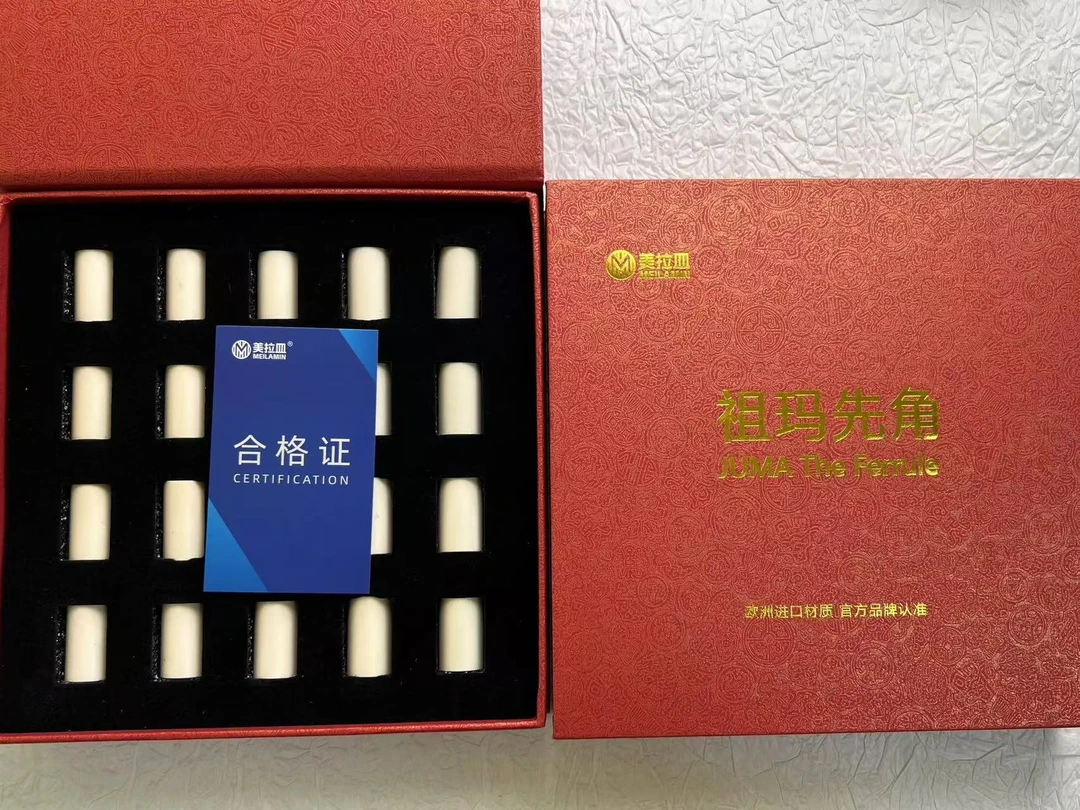 美拉皿®
MEILAMIN
合格证
CERTIFICATION
美拉皿
MEILAMIN
祖玛先角
JUMA The Ferrule
欧洲进口材质 官方品牌认准